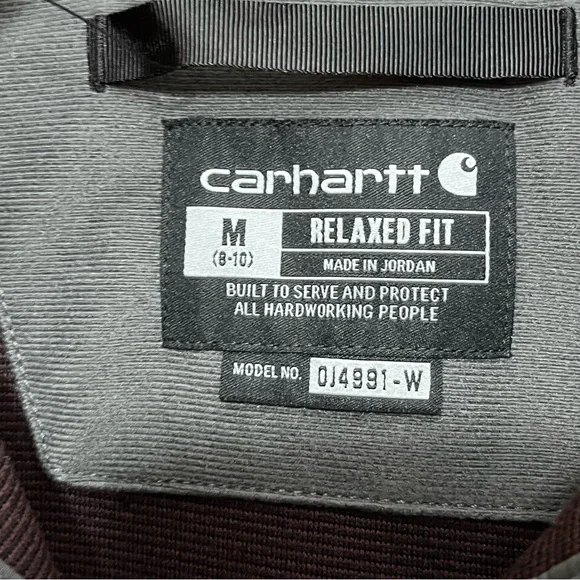 carhartt
M
(8-10)
RELAXED FIT
MADE IN JORDAN
BUILT TO SERVE AND PROTECT
ALL HARDWORKING PEOPLE
MODEL NO. OJ4991-W